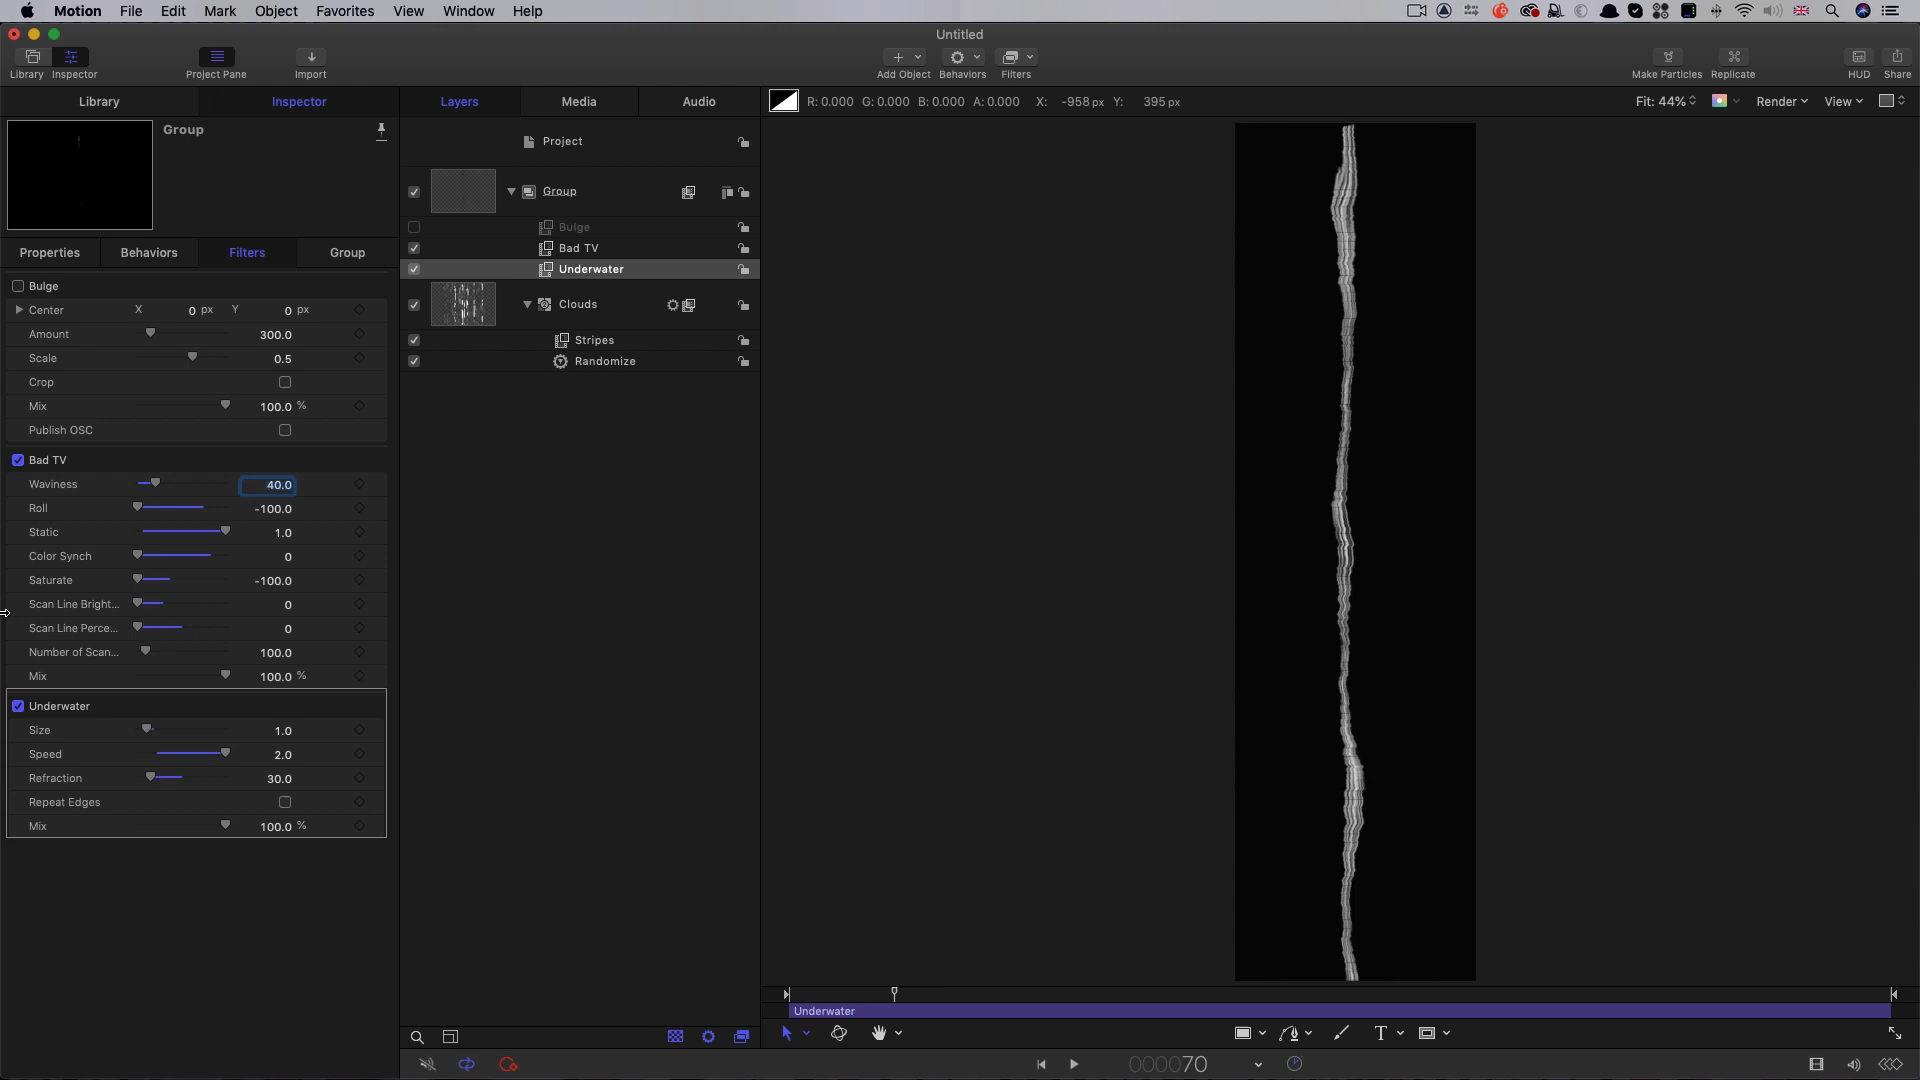 Motion File Edit Mark Object Favorites View Window Help
Untitled
Library Inspector Project Pane Import Add Object Behaviors Filters Make Particles Replicate HUD Share
Library Inspector Layers Media Audio R: 0.000 G: 0.000 B: 0.000 A: 0.000 X: -958 px Y: 395 px Fit: 44% Render View
Group
Project
Group
Bulge
Bad TV
Underwater
Clouds
Stripes
Randomize
Properties Behaviors Filters Group
Bulge
Center X 0 px Y 0 px
Amount 300.0
Scale 0.5
Crop
Mix 100.0 %
Publish OSC
Bad TV
Waviness 40.0
Roll -100.0
Static 1.0
Color Synch 0
Saturate -100.0
Scan Line Bright... 0
Scan Line Perce... 0
Number of Scan... 100.0
Mix 100.0 %
Underwater
Size 1.0
Speed 2.0
Refraction 30.0
Repeat Edges
Mix 100.0 %
Underwater
T
000070